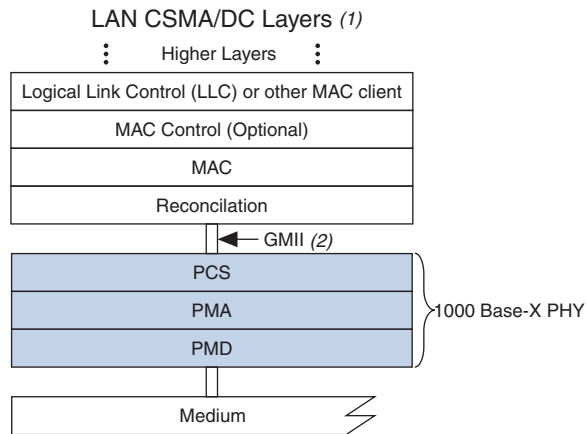 LAN CSMA/DC Layers (1)
Higher Layers
Logical Link Control (LLC) or other MAC client
MAC Control (Optional)
MAC
Reconcilation
GMII (2)
PCS
PMA
PMD
1000 Base-X PHY
Medium